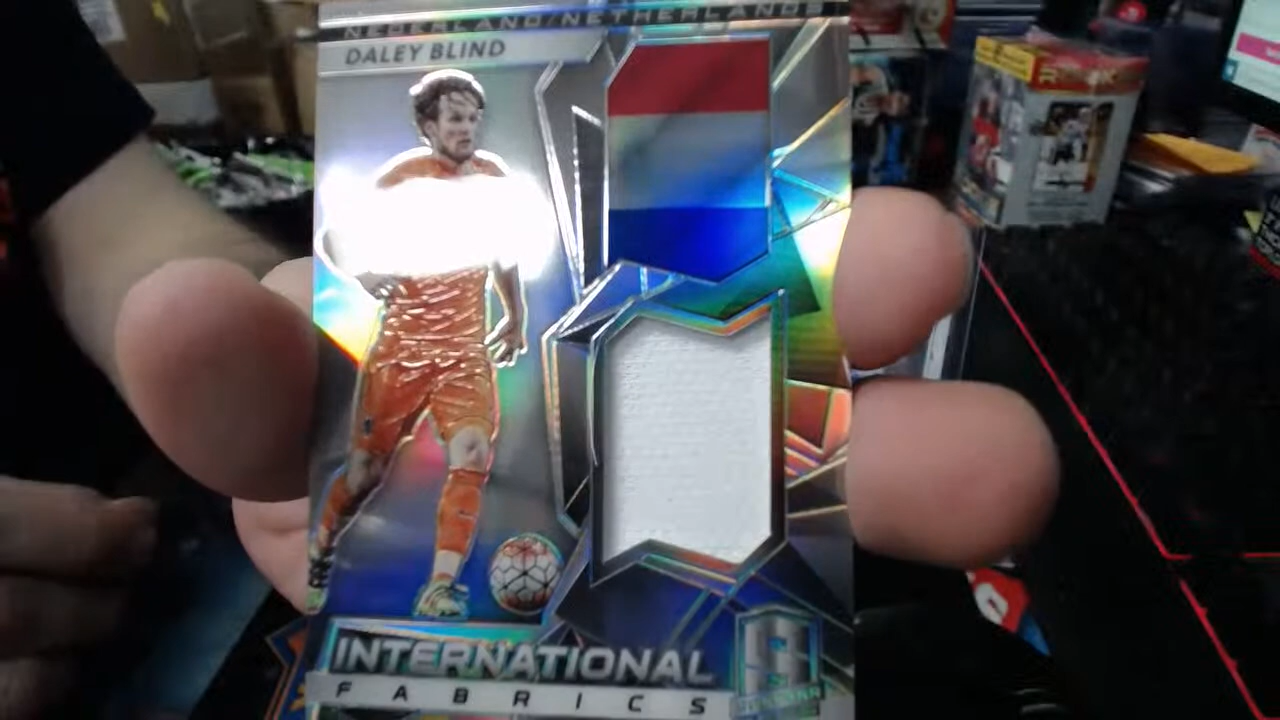 NEDERLAND/NETHERLANDS
DALEY BLIND
INTERNATIONAL
FABRICS